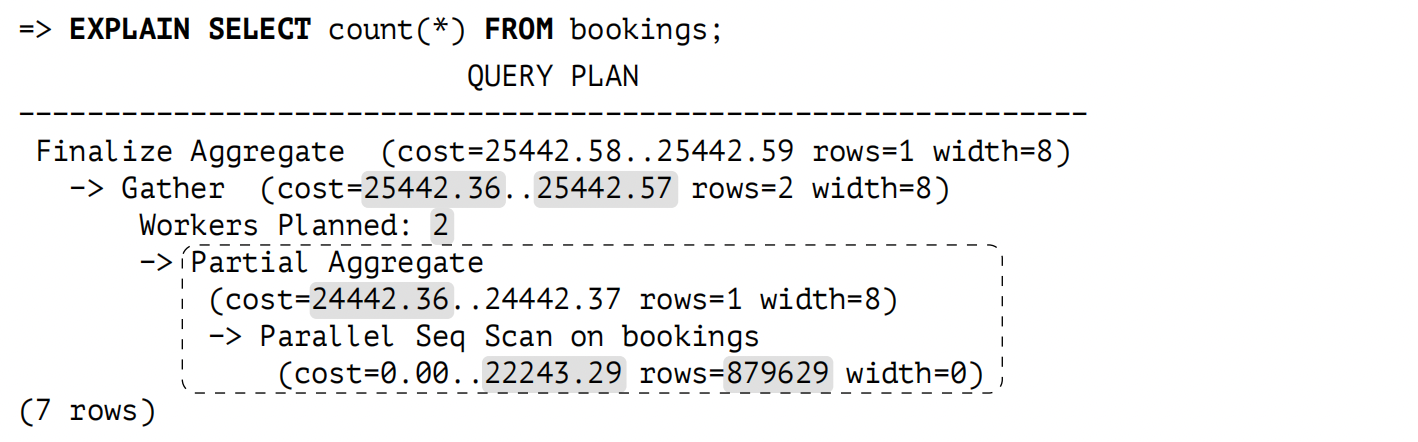 => EXPLAIN SELECT count(*) FROM bookings;
QUERY PLAN
−−−−−−−−−−−−−−−−−−−−−−−−−−−−−−−−−−−−−−−−−−−−−−−−−−−−−−−−−−−−−−
Finalize Aggregate (cost=25442.58..25442.59 rows=1 width=8)
−> Gather (cost=25442.36..25442.57 rows=2 width=8)
Workers Planned: 2
−> Partial Aggregate
(cost=24442.36..24442.37 rows=1 width=8)
−> Parallel Seq Scan on bookings
(cost=0.00..22243.29 rows=879629 width=0)
(7 rows)